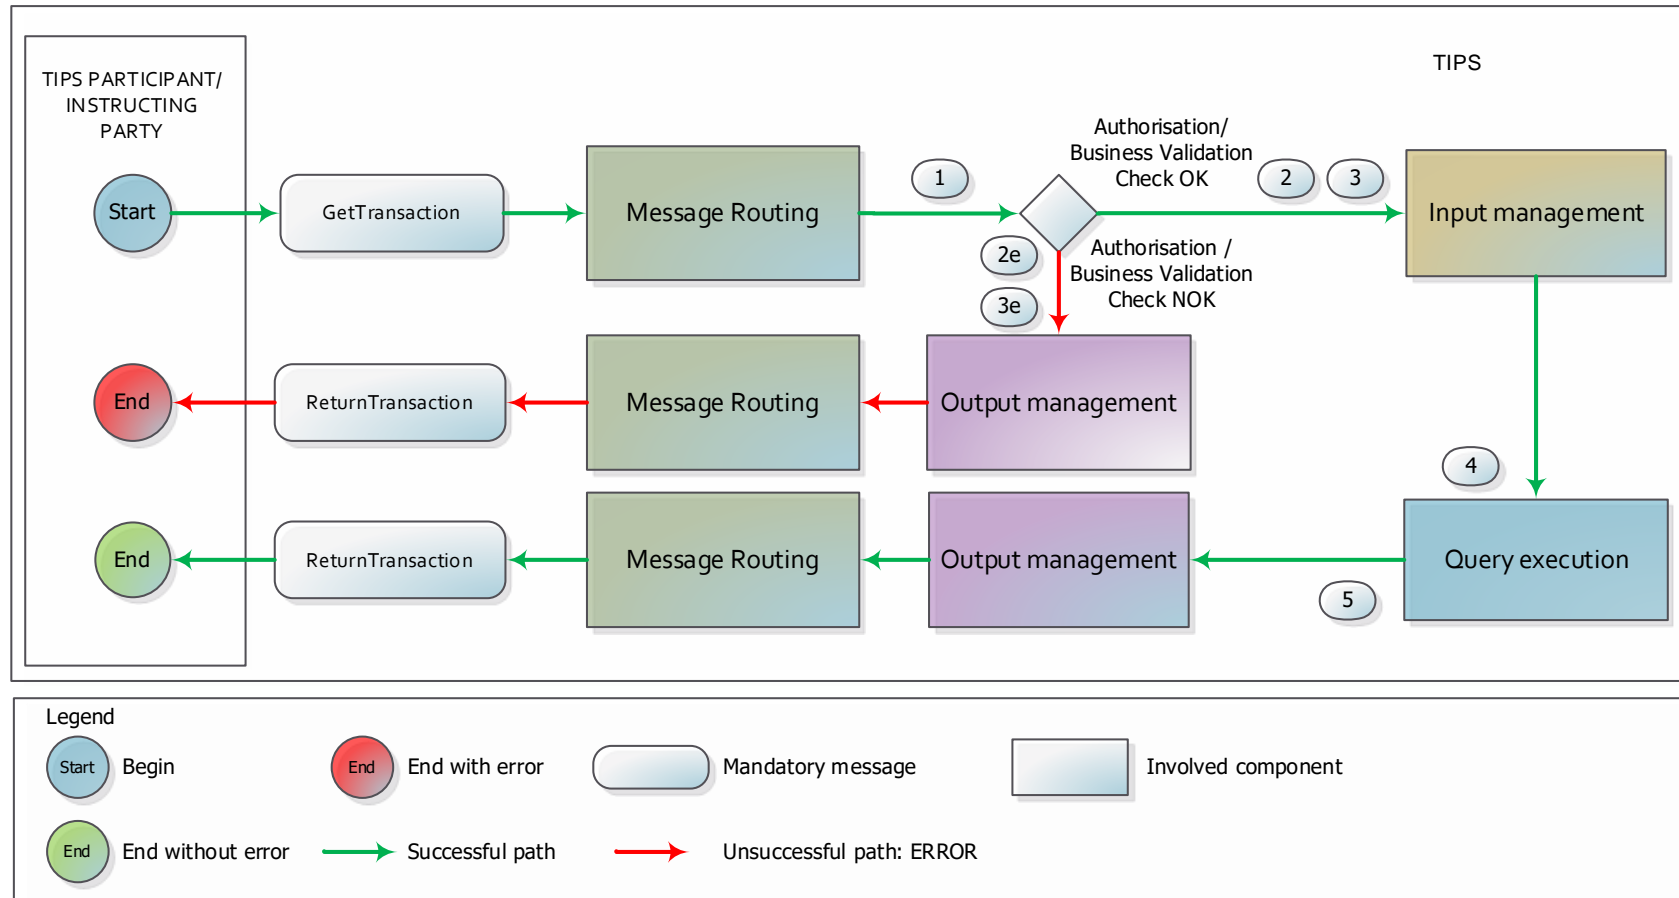 TIPS PARTICIPANT/
INSTRUCTING
PARTY
TIPS
Start
GetTransaction
Message Routing
1
Authorisation/
Business Validation
Check OK
2
3
Input management
2e
3e
Authorisation /
Business Validation
Check NOK
End
ReturnTransaction
Message Routing
Output management
4
End
ReturnTransaction
Message Routing
Output management
5
Query execution
Legend
Start
Begin
End
End with error
Mandatory message
Involved component
End
End without error
Successful path
Unsuccessful path: ERROR